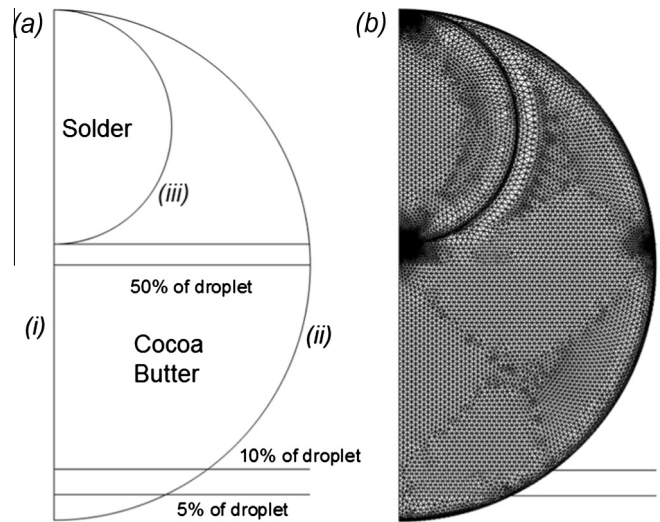 (a)
(b)
Solder
(iii)
50% of droplet
(i)
(ii)
Cocoa
Butter
10% of droplet
5% of droplet